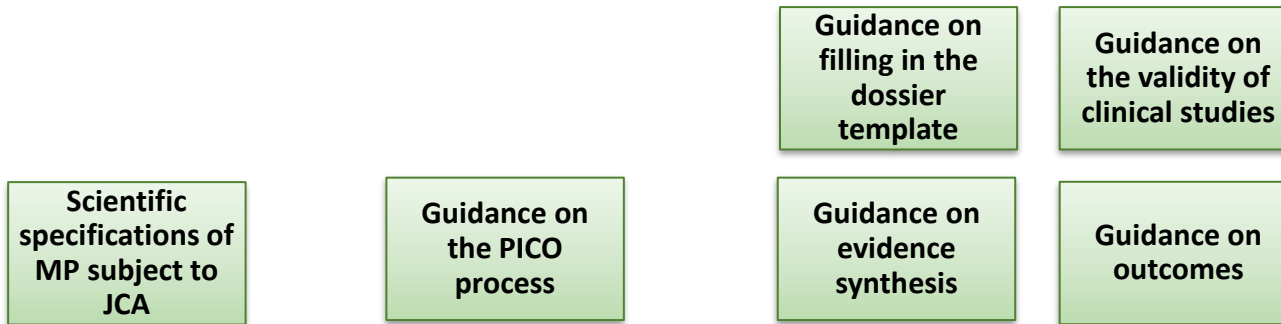 Guidance on
filling in the
dossier
template
Guidance on
the validity of
clinical studies
Scientific
specifications of
MP subject to
JCA
Guidance on
the PICO
process
Guidance on
evidence
synthesis
Guidance on
outcomes